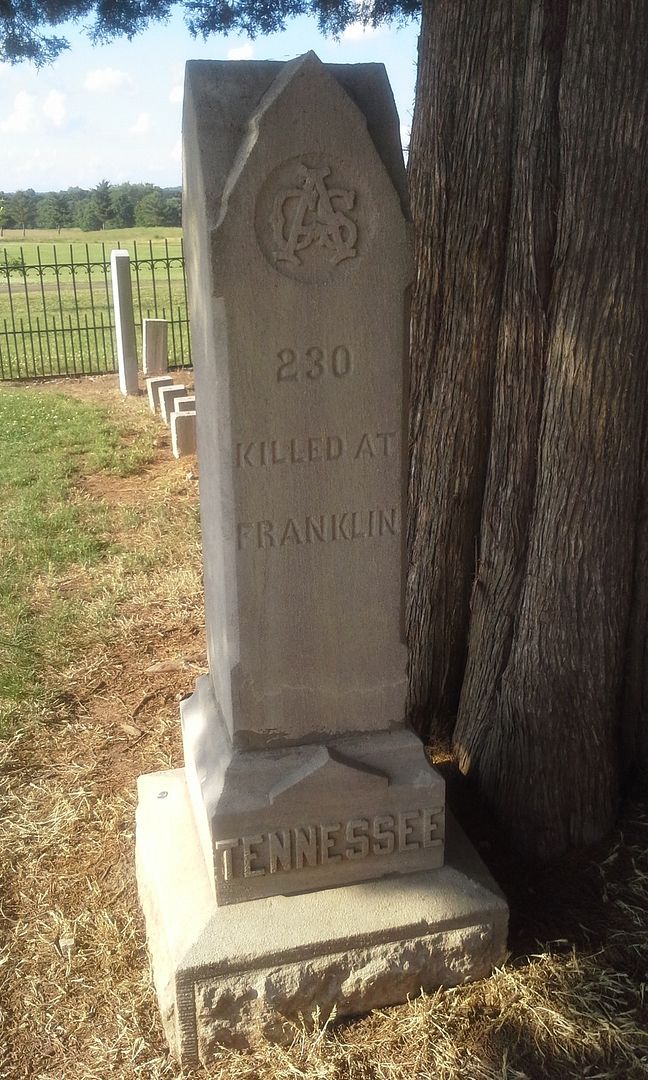 CSA
230
KILLED AT
FRANKLIN
TENNESSEE